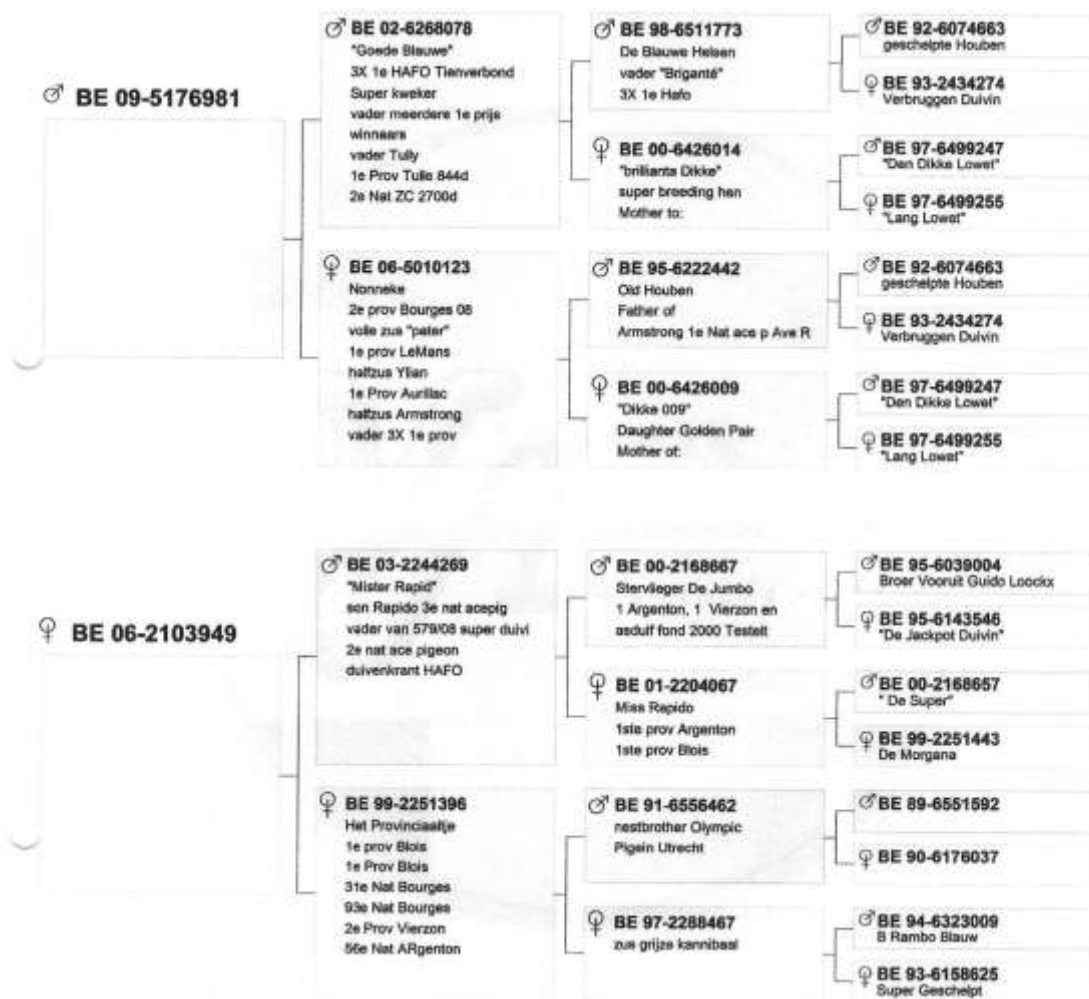 ♂ BE 09-5176981
♂ BE 02-6268078
"Goede Blauwe"
3X 1e HAFO Tienverbond
Super kweker
vader meerdere 1e prijs
winnaars
vader Tully
1e Prov Tulle 844d
2e Nat ZC 2700d
♀ BE 06-5010123
Nonneke
2e prov Bourges 08
volle zus "peter"
1e prov LeMans
halfzus Ylian
1e Prov Aurillac
halfzus Armstrong
vader 3X 1e prov
♂ BE 98-6511773
De Blauwe Helsen
vader "Briganté"
3X 1e Hafo
♀ BE 00-6426014
"brillianta Dikke"
super breeding hen
Mother to:
♂ BE 95-6222442
Old Houben
Father of
Armstrong 1e Nat ace p Ave R
♀ BE 00-6426009
"Dikke 009"
Daughter Golden Pair
Mother of:
♂ BE 92-6074663
geschelpte Houben
♀ BE 93-2434274
Verbruggen Duivin
♂ BE 97-6499247
"Den Dikke Lowet"
♀ BE 97-6499255
"Lang Lowet"
♂ BE 92-6074663
geschelpte Houben
♀ BE 93-2434274
Verbruggen Duivin
♂ BE 97-6499247
"Den Dikke Lowet"
♀ BE 97-6499255
"Lang Lowet"
♀ BE 06-2103949
♂ BE 03-2244269
"Mister Rapid"
son Rapido 3e nat acepig
vader van 579/08 super duivi
2e nat ace pigeon
duivenkrant HAFO
♀ BE 99-2251396
Het Provinciaaltje
1e prov Blois
1e Prov Blois
31e Nat Bourges
93e Nat Bourges
2e Prov Vierzon
56e Nat ARgenton
♂ BE 00-2168667
Stervlieger De Jumbo
1 Argenton, 1 Vierzon en
asduif fond 2000 Testelt
♀ BE 01-2204067
Miss Rapido
1ste prov Argenton
1ste prov Blois
♂ BE 91-6556462
nestbrother Olympic
Pigein Utrecht
♀ BE 97-2288467
zus grijze kannibaal
♂ BE 95-6039004
Broer Vooruit Guido Loockx
♀ BE 95-6143546
"De Jackpot Duivin"
♂ BE 00-2168657
" De Super"
♀ BE 99-2251443
De Morgana
♂ BE 89-6551592
♀ BE 90-6176037
♂ BE 94-6323009
B Rambo Blauw
♀ BE 93-6158625
Super Geschelpt